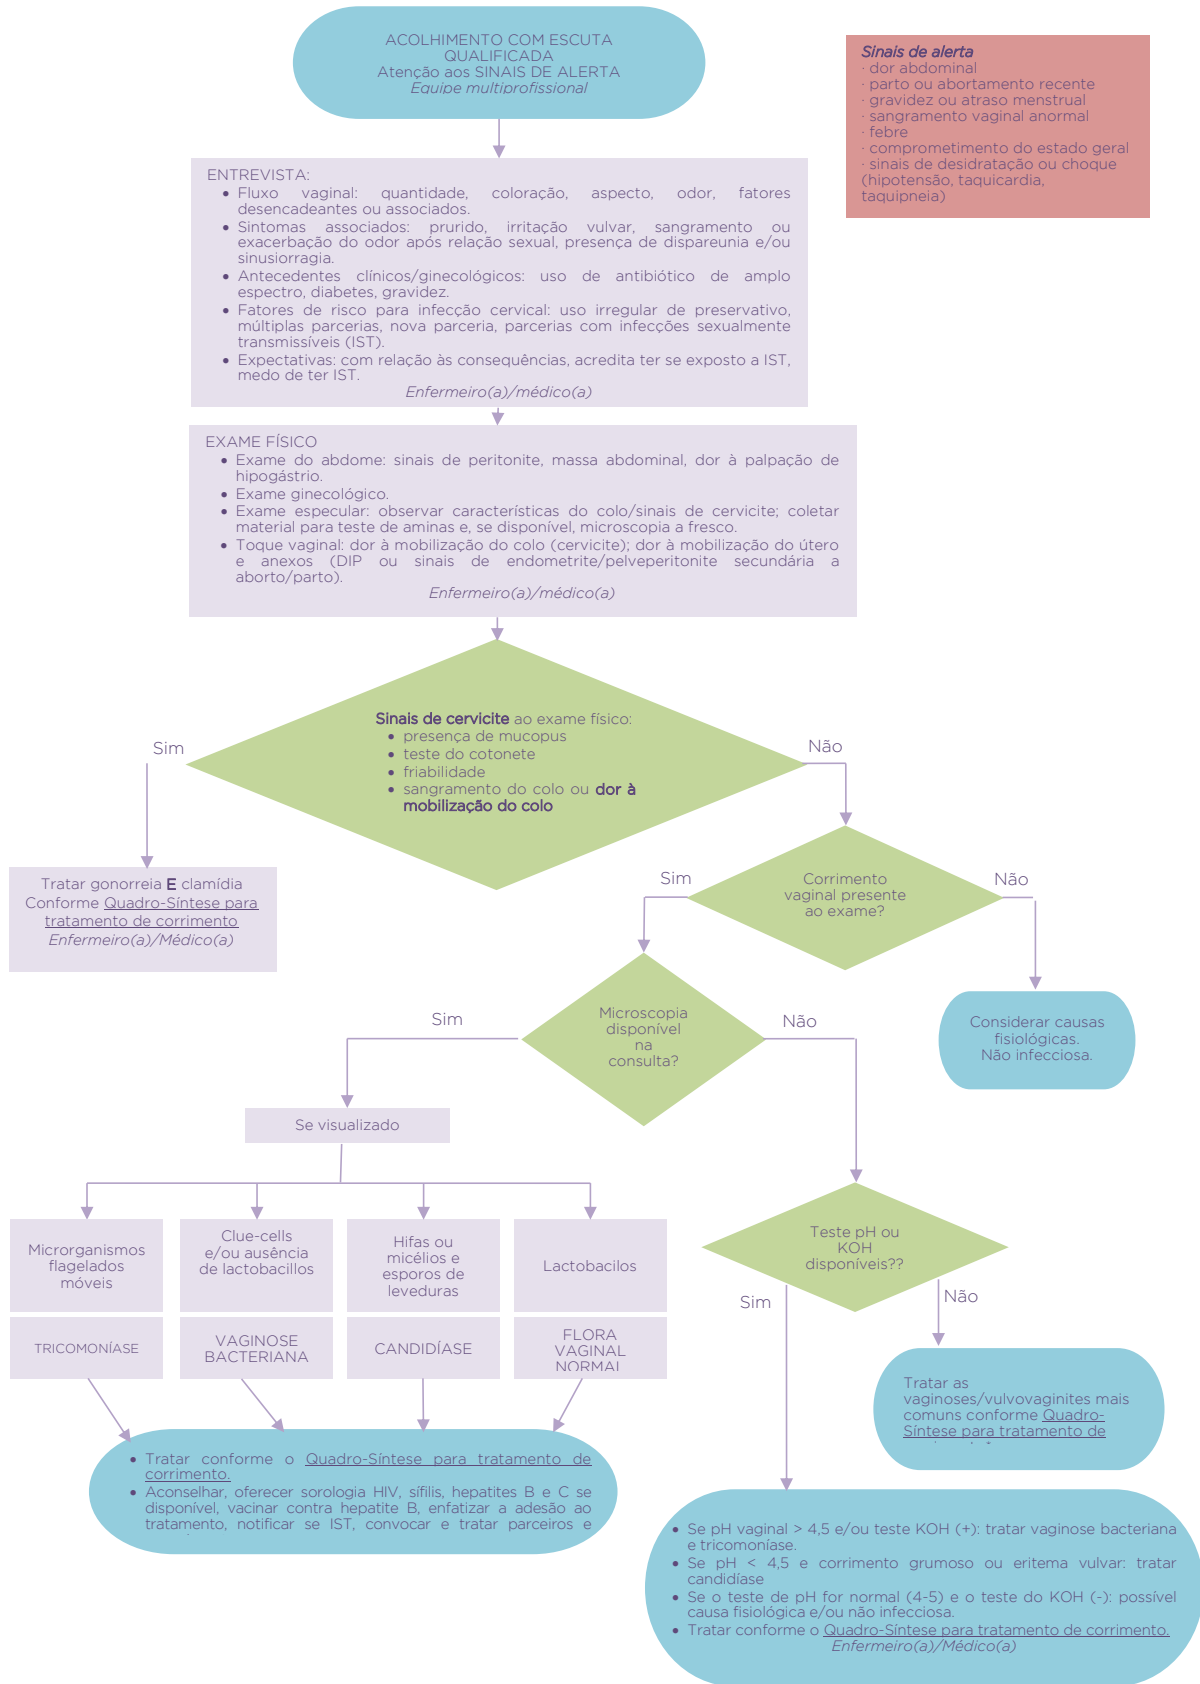 ACOLHIMENTO COM ESCUTA
QUALIFICADA
Atenção aos SINAIS DE ALERTA
Equipe multiprofissional
Sinais de alerta
· dor abdominal
· parto ou abortamento recente
· gravidez ou atraso menstrual
· sangramento vaginal anormal
· febre
· comprometimento do estado geral
· sinais de desidratação ou choque
(hipotensão, taquicardia,
taquipneia)
ENTREVISTA:
• Fluxo vaginal: quantidade, coloração, aspecto, odor, fatores
desencadeantes ou associados.
• Sintomas associados: prurido, irritação vulvar, sangramento ou
exacerbação do odor após relação sexual, presença de dispareunia e/ou
sinusiorragia.
• Antecedentes clínicos/ginecológicos: uso de antibiótico de amplo
espectro, diabetes, gravidez.
• Fatores de risco para infecção cervical: uso irregular de preservativo,
múltiplas parcerias, nova parceria, parcerias com infecções sexualmente
transmissíveis (IST).
• Expectativas: com relação às consequências, acredita ter se exposto a IST,
medo de ter IST.
Enfermeiro(a)/médico(a)
EXAME FÍSICO
• Exame do abdome: sinais de peritonite, massa abdominal, dor à palpação de
hipogástrio.
• Exame ginecológico.
• Exame especular: observar características do colo/sinais de cervicite; coletar
material para teste de aminas e, se disponível, microscopia a fresco.
• Toque vaginal: dor à mobilização do colo (cervicite); dor à mobilização do útero
e anexos (DIP ou sinais de endometrite/pelveperitonite secundária a
aborto/parto).
Enfermeiro(a)/médico(a)
Sinais de cervicite ao exame físico:
• presença de mucopus
• teste do cotonete
• friabilidade
• sangramento do colo ou dor à
mobilização do colo
Sim
Não
Tratar gonorreia E clamídia
Conforme Quadro-Síntese para
tratamento de corrimento
Enfermeiro(a)/Médico(a)
Corrimento
vaginal presente
ao exame?
Sim
Não
Considerar causas
fisiológicas.
Não infecciosa.
Microscopia
disponível
na
consulta?
Sim
Não
Se visualizado
Microrganismos
flagelados
móveis
Clue-cells
e/ou ausência
de lactobacillos
Hifas ou
micélios e
esporos de
leveduras
Lactobacilos
TRICOMONÍASE
VAGINOSE
BACTERIANA
CANDIDÍASE
FLORA
VAGINAL
NORMAL
Teste pH ou
KOH
disponíveis??
Sim
Não
Tratar as
vaginoses/vulvovaginites mais
comuns conforme Quadro-
Síntese para tratamento de
• Tratar conforme o Quadro-Síntese para tratamento de
corrimento.
• Aconselhar, oferecer sorologia HIV, sífilis, hepatites B e C se
disponível, vacinar contra hepatite B, enfatizar a adesão ao
tratamento, notificar se IST, convocar e tratar parceiros e
• Se pH vaginal > 4,5 e/ou teste KOH (+): tratar vaginose bacteriana
e tricomoníase.
• Se pH < 4,5 e corrimento grumoso ou eritema vulvar: tratar
candidíase
• Se o teste de pH for normal (4-5) e o teste do KOH (-): possível
causa fisiológica e/ou não infecciosa.
• Tratar conforme o Quadro-Síntese para tratamento de corrimento.
Enfermeiro(a)/Médico(a)